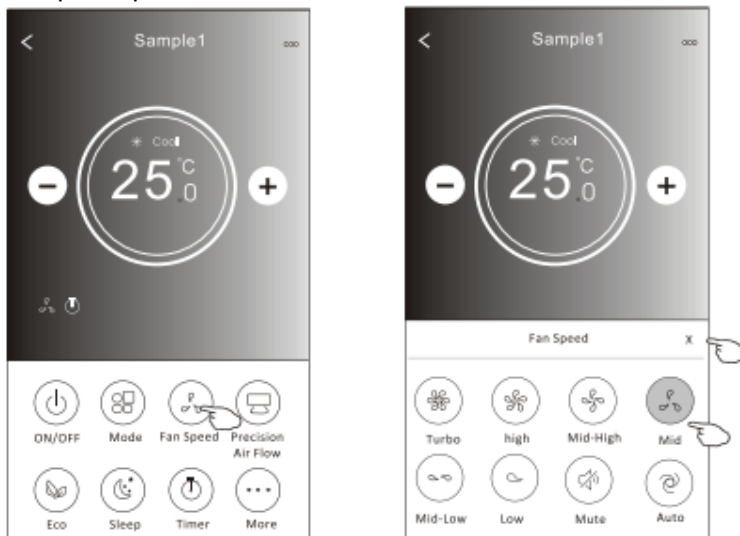 Sample1
Cool
25.0 °C
ON/OFF
Mode
Fan Speed
Precision
Air Flow
Eco
Sleep
Timer
More
Sample1
Cool
25.0 °C
Fan Speed X
Turbo
high
Mid-High
Mid
Mid-Low
Low
Mute
Auto